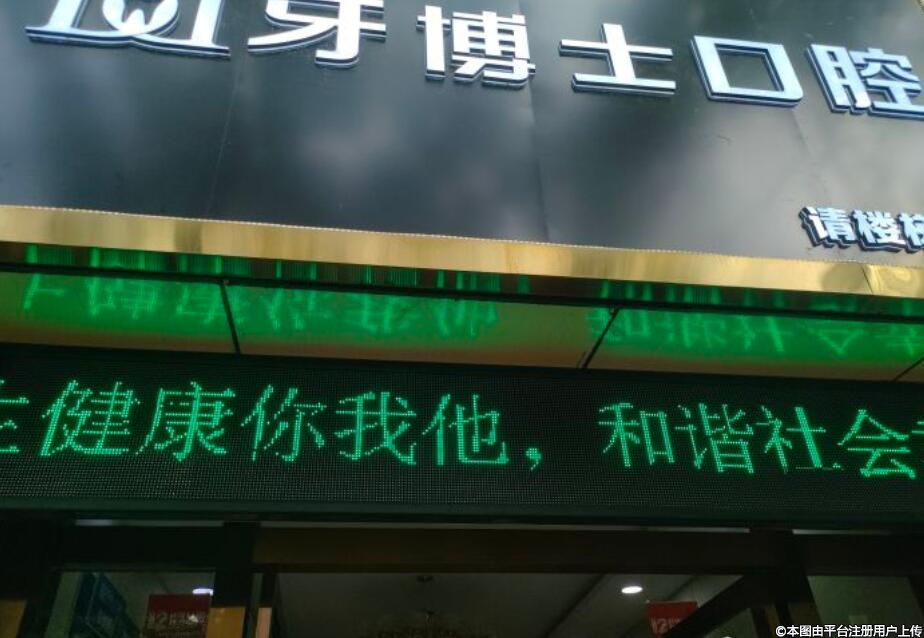 牙博士口腔
请楼
健康你我他，和谐社会
©本图由平台注册用户上传